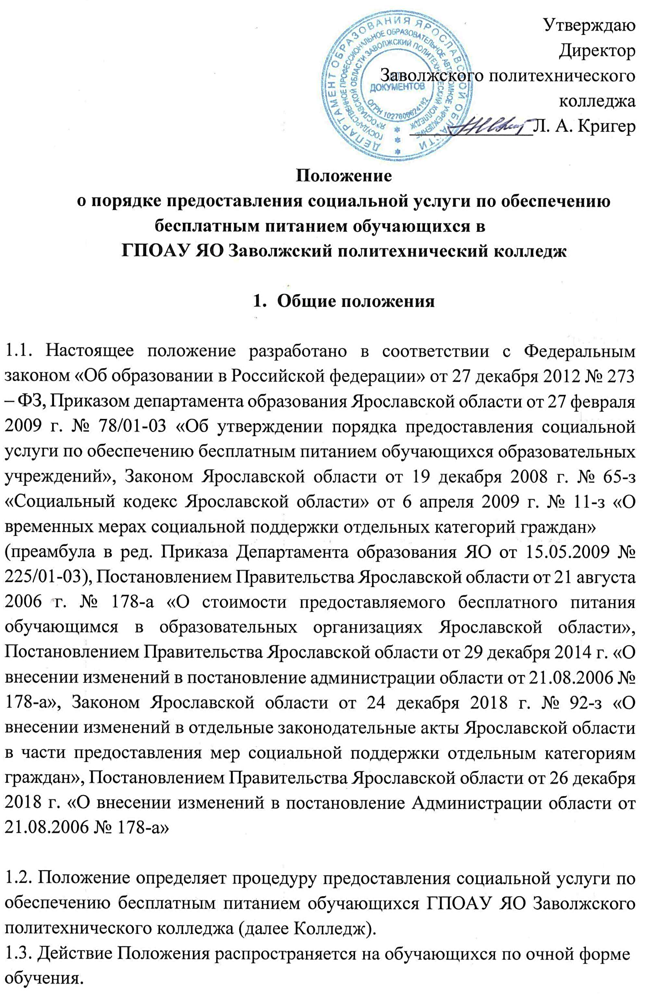 Утверждаю
Директор
Заволжского политехнического
колледжа
Л. А. Кригер
ДЕПАРТАМЕНТ ОБРАЗОВАНИЯ ЯРОСЛАВСКОЙ ОБЛАСТИ
ГОСУДАРСТВЕННОЕ ПРОФЕССИОНАЛЬНОЕ ОБРАЗОВАТЕЛЬНОЕ АВТОНОМНОЕ УЧРЕЖДЕНИЕ
ЯРОСЛАВСКОЙ ОБЛАСТИ ЗАВОЛЖСКИЙ ПОЛИТЕХНИЧЕСКИЙ КОЛЛЕДЖ
ДЛЯ
ДОКУМЕНТОВ
Положение
о порядке предоставления социальной услуги по обеспечению
бесплатным питанием обучающихся в
ГПОАУ ЯО Заволжский политехнический колледж
1. Общие положения
1.1. Настоящее положение разработано в соответствии с Федеральным
законом «Об образовании в Российской федерации» от 27 декабря 2012 № 273
– ФЗ, Приказом департамента образования Ярославской области от 27 февраля
2009 г. № 78/01-03 «Об утверждении порядка предоставления социальной
услуги по обеспечению бесплатным питанием обучающихся образовательных
учреждений», Законом Ярославской области от 19 декабря 2008 г. № 65-з
«Социальный кодекс Ярославской области» от 6 апреля 2009 г. № 11-з «О
временных мерах социальной поддержки отдельных категорий граждан»
(преамбула в ред. Приказа Департамента образования ЯО от 15.05.2009 №
225/01-03), Постановлением Правительства Ярославской области от 21 августа
2006 г. № 178-а «О стоимости предоставляемого бесплатного питания
обучающимся в образовательных организациях Ярославской области»,
Постановлением Правительства Ярославской области от 29 декабря 2014 г. «О
внесении изменений в постановление администрации области от 21.08.2006 №
178-а», Законом Ярославской области от 24 декабря 2018 г. № 92-з «О
внесении изменений в отдельные законодательные акты Ярославской области
в части предоставления мер социальной поддержки отдельным категориям
граждан», Постановлением Правительства Ярославской области от 26 декабря
2018 г. «О внесении изменений в постановление Администрации области от
21.08.2006 № 178-а»
1.2. Положение определяет процедуру предоставления социальной услуги по
обеспечению бесплатным питанием обучающихся ГПОАУ ЯО Заволжского
политехнического колледжа (далее Колледж).
1.3. Действие Положения распространяется на обучающихся по очной форме
обучения.